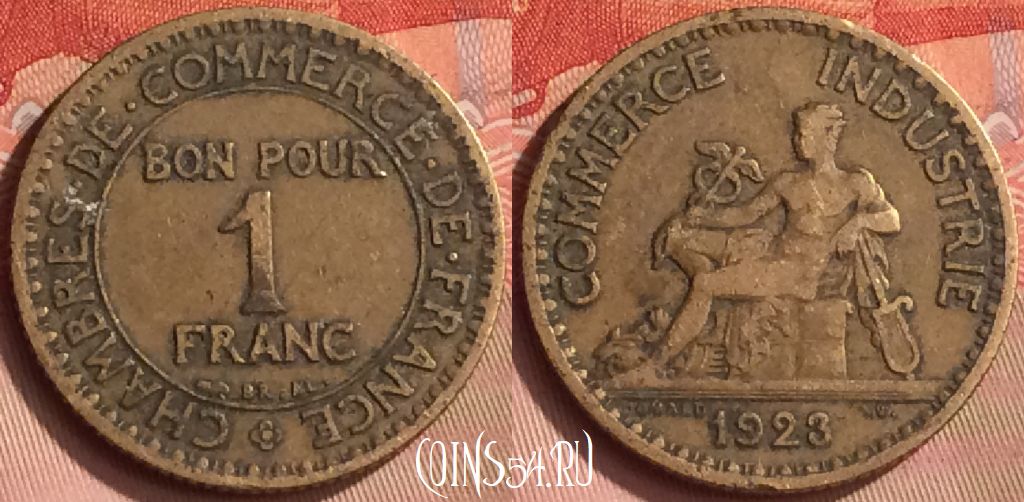 CHAMBRES·DE·COMMERCE·DE·FRANCE
BON POUR
1
FRANC
COMMERCE INDUSTRIE
1923
COINS54.RU